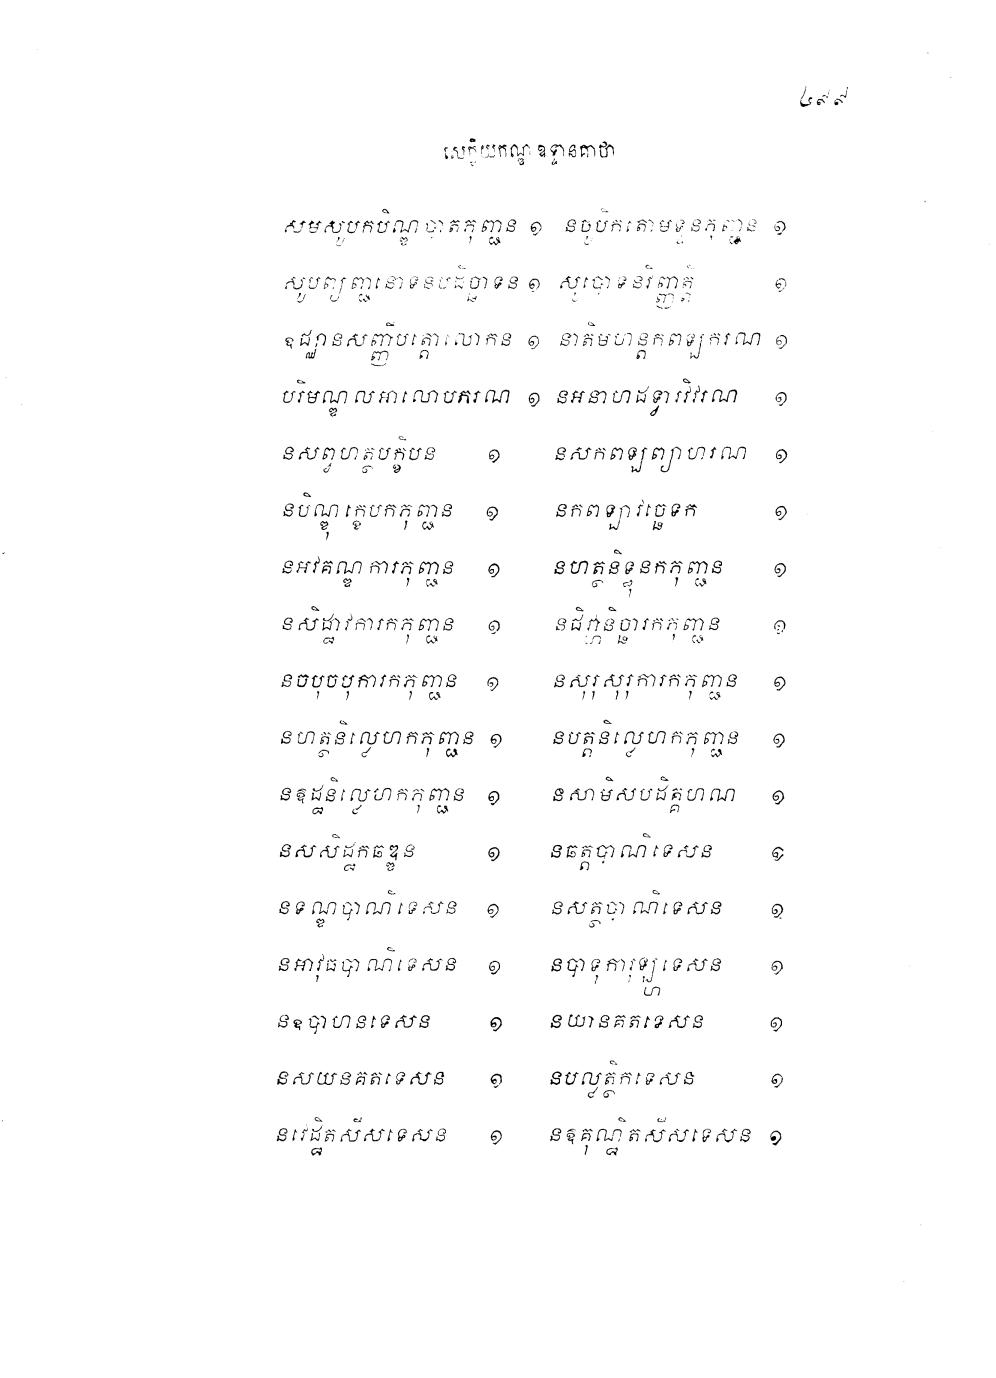 ៤៩៩
សេក្ខិយកណ្ឌ ឧទ្ទានគាថា
សមសូបកបិណ្ឌបាតភុញ្ជន ១ នថូបិកតោមទ្ទនភុញ្ជន ១
សូបព្យញ្ជនោទនបដិច្ឆាទន ១ សូបោទនវិញ្ញត្តិ ១
ឧជ្ឈានសញ្ញីបត្តោលោកន ១ នាតិមហន្តកពឡករណ ១
បរិមណ្ឌលអាលោបករណ ១ នអនាហដទ្វារវិវរណ ១
នសព្វហត្ថបក្ខិបន ១ នសកពឡព្យាហរណ ១
នបិណ្ឌុក្ខេបកភុញ្ជន ១ នកពឡាវច្ឆេទក ១
នអវគណ្ឌការភុញ្ជន ១ នហត្ថនិទ្ធុនកភុញ្ជន ១
នសិដ្ឋាវការកភុញ្ជន ១ នជិវ្ហានិច្ឆារកភុញ្ជន ១
នចបុចបុការកភុញ្ជន ១ នសុរុសុរុការកភុញ្ជន ១
នហត្ថនិល្លេហកភុញ្ជន ១ នបត្តនិល្លេហកភុញ្ជន ១
នឱដ្ឋនិល្លេហកភុញ្ជន ១ នសាមិសបដិគ្គហណ ១
នសសិដ្ឋកធឌ្ឌន ១ នឆត្តបាណិទេសន ១
នទណ្ឌបាណិទេសន ១ នសត្ថបាណិទេសន ១
នអាវុធបាណិទេសន ១ នបាទុការុឡ្ហទេសន ១
នឧបាហនទេសន ១ នយានគតទេសន ១
នសយនគតទេសន ១ នបល្លត្ថិកទេសន ១
នវេដ្ឋិតសីសទេសន ១ នឱគុណ្ឋិតសីសទេសន ១